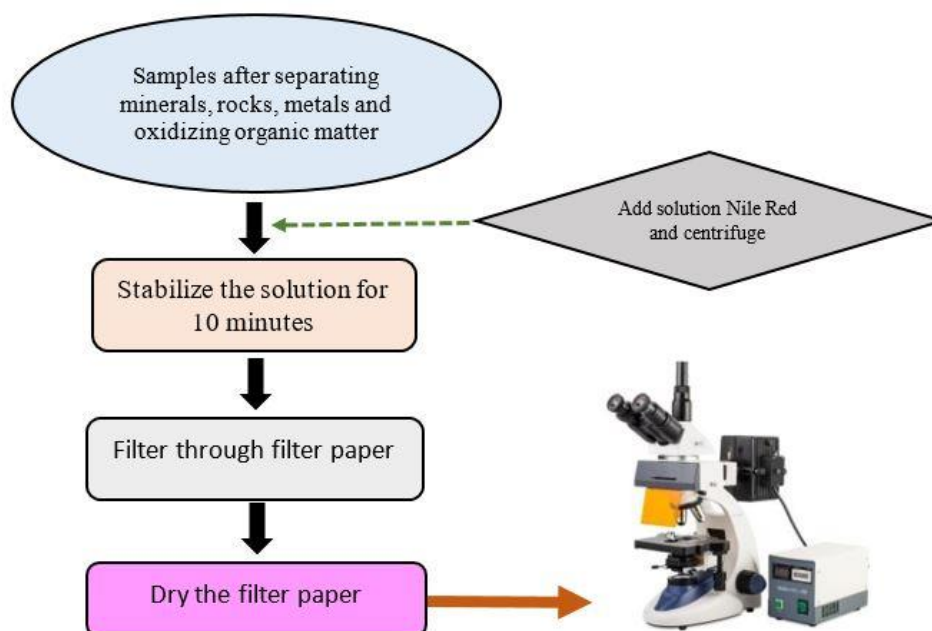 Samples after separating
minerals, rocks, metals and
oxidizing organic matter
Add solution Nile Red
and centrifuge
Stabilize the solution for
10 minutes
Filter through filter paper
Dry the filter paper